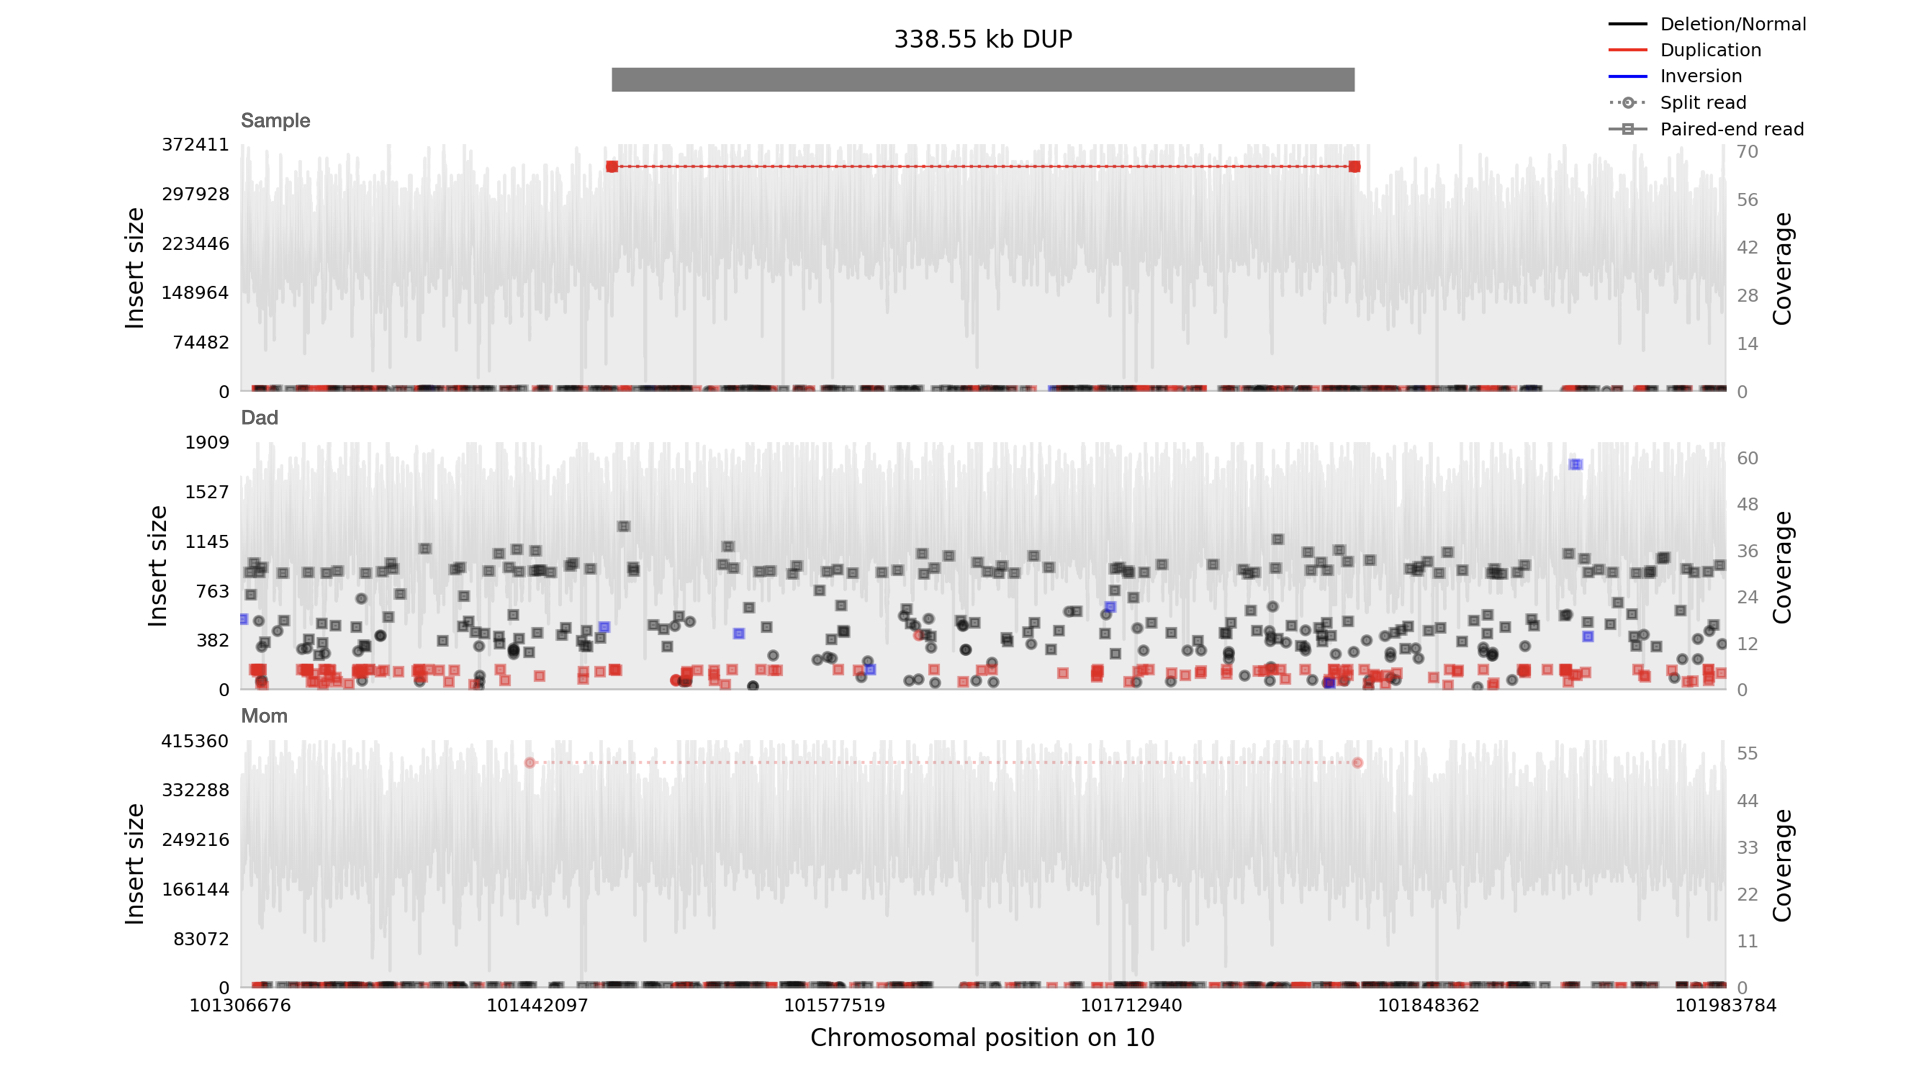 338.55 kb DUP
Deletion/Normal
Duplication
Inversion
Split read
Paired-end read
Sample
372411
297928
223446
148964
74482
0
Insert size
70
56
42
28
14
0
Coverage
Dad
1909
1527
1145
763
382
0
Insert size
60
48
36
24
12
0
Coverage
Mom
415360
332288
249216
166144
83072
0
Insert size
55
44
33
22
11
0
Coverage
101306676 101442097 101577519 101712940 101848362 101983784
Chromosomal position on 10